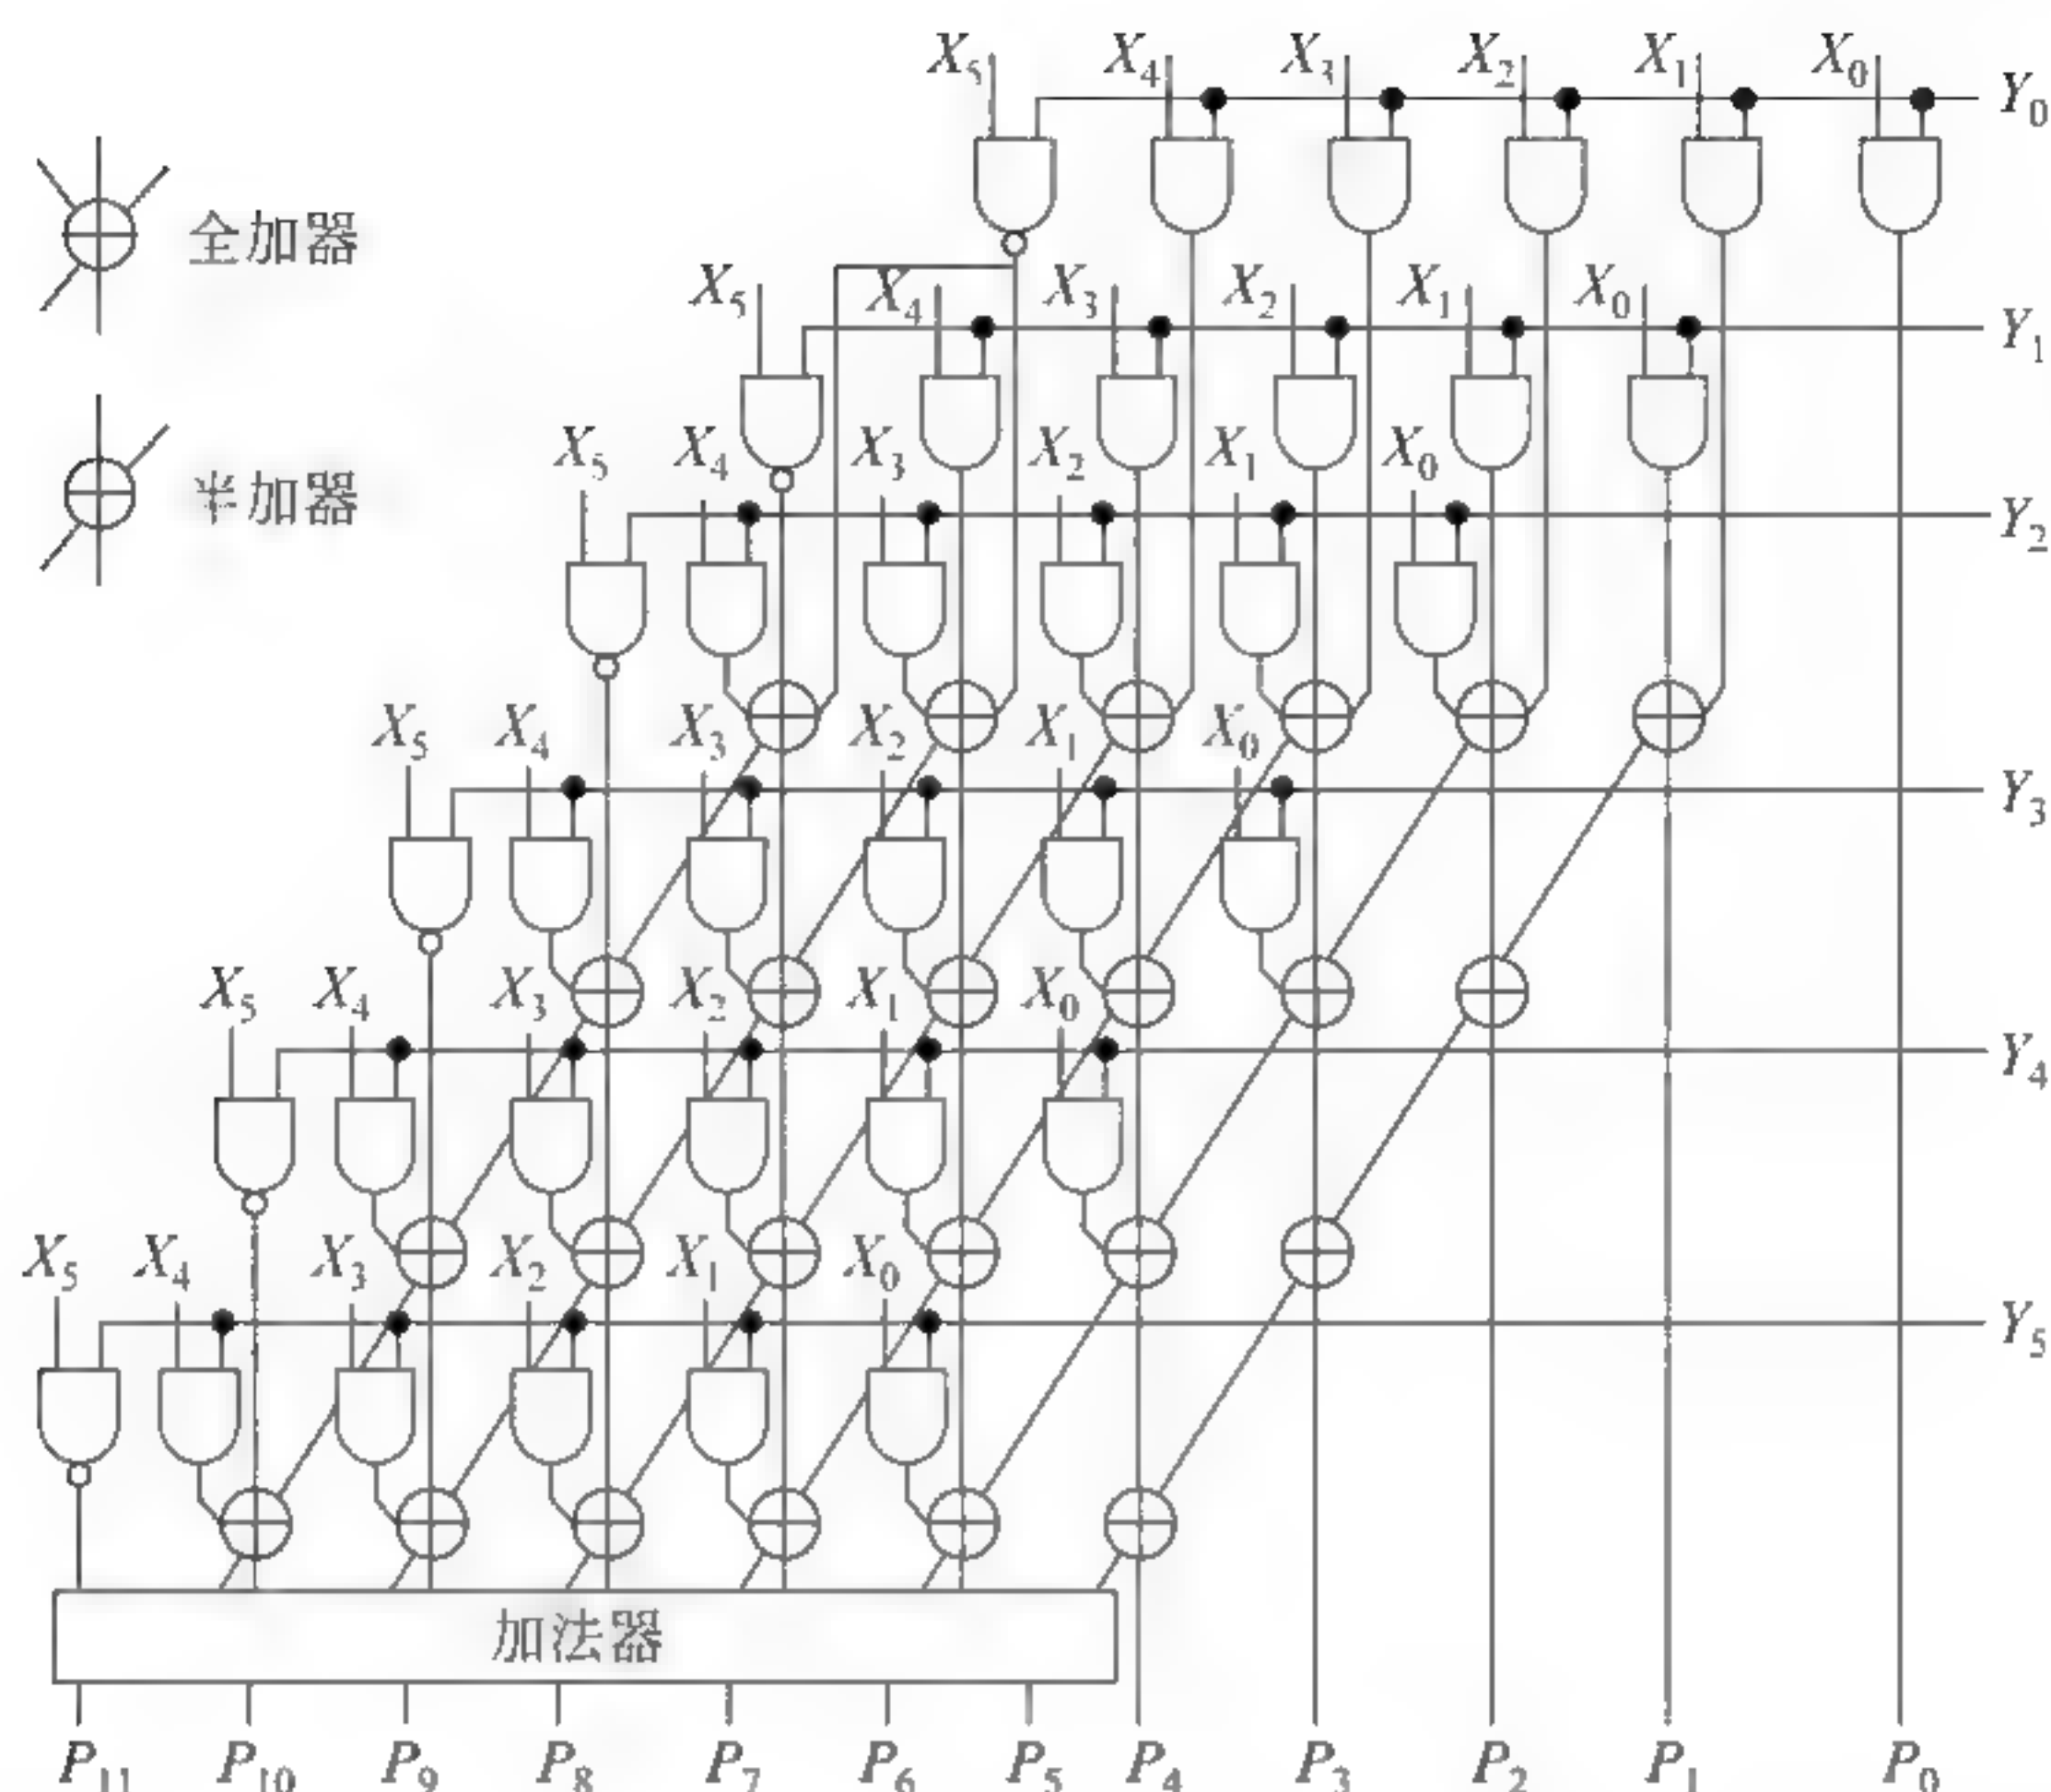 X₅ X₄ X₃ X₂ X₁ X₀ Y₀
全加器
X₅ X₄ X₃ X₂ X₁ X₀ Y₁
半加器
X₅ X₄ X₃ X₂ X₁ X₀ Y₂
X₅ X₄ X₃ X₂ X₁ X₀ Y₃
X₅ X₄ X₃ X₂ X₁ X₀ Y₄
X₅ X₄ X₃ X₂ X₁ X₀ Y₅
加法器
P₁₁ P₁₀ P₉ P₈ P₇ P₆ P₅ P₄ P₃ P₂ P₁ P₀